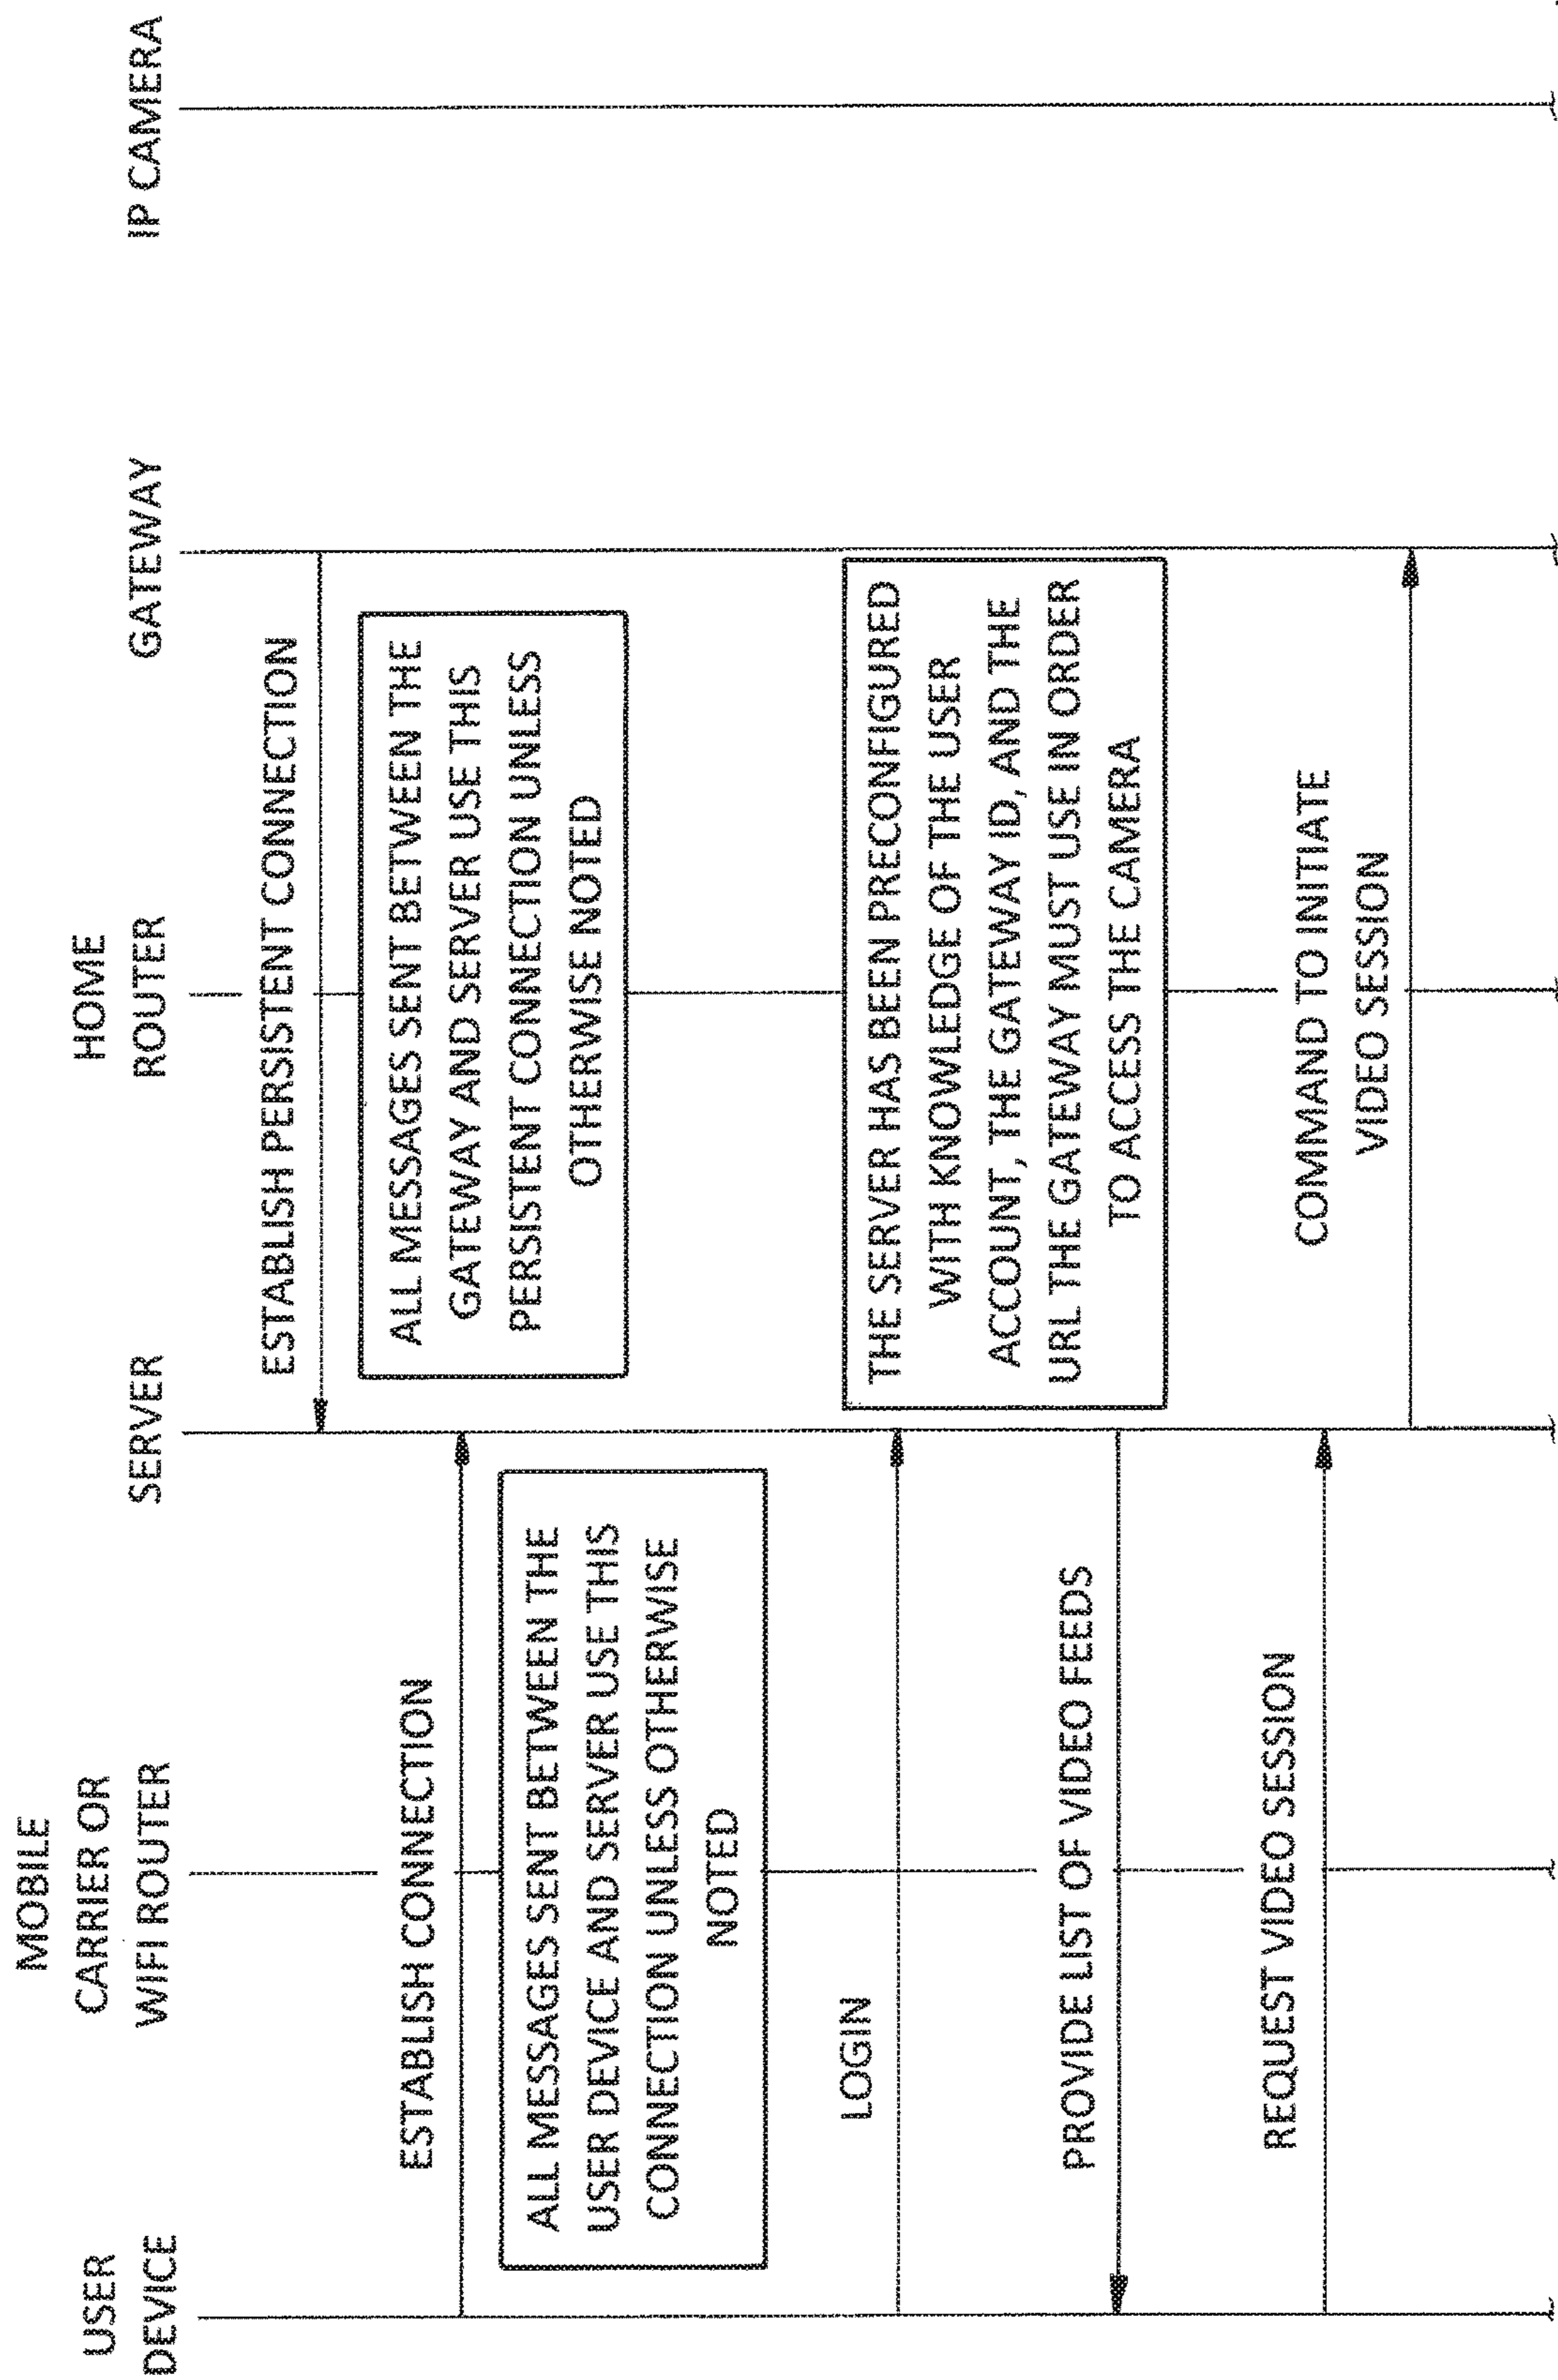 USER
DEVICE
MOBILE
CARRIER OR
WIFI ROUTER
SERVER
HOME
ROUTER
GATEWAY
IP CAMERA
ESTABLISH PERSISTENT CONNECTION
ALL MESSAGES SENT BETWEEN THE
GATEWAY AND SERVER USE THIS
PERSISTENT CONNECTION UNLESS
OTHERWISE NOTED
ESTABLISH CONNECTION
ALL MESSAGES SENT BETWEEN THE
USER DEVICE AND SERVER USE THIS
CONNECTION UNLESS OTHERWISE
NOTED
LOGIN
THE SERVER HAS BEEN PRECONFIGURED
WITH KNOWLEDGE OF THE USER
ACCOUNT, THE GATEWAY ID, AND THE
URL THE GATEWAY MUST USE IN ORDER
TO ACCESS THE CAMERA
PROVIDE LIST OF VIDEO FEEDS
REQUEST VIDEO SESSION
COMMAND TO INITIATE
VIDEO SESSION